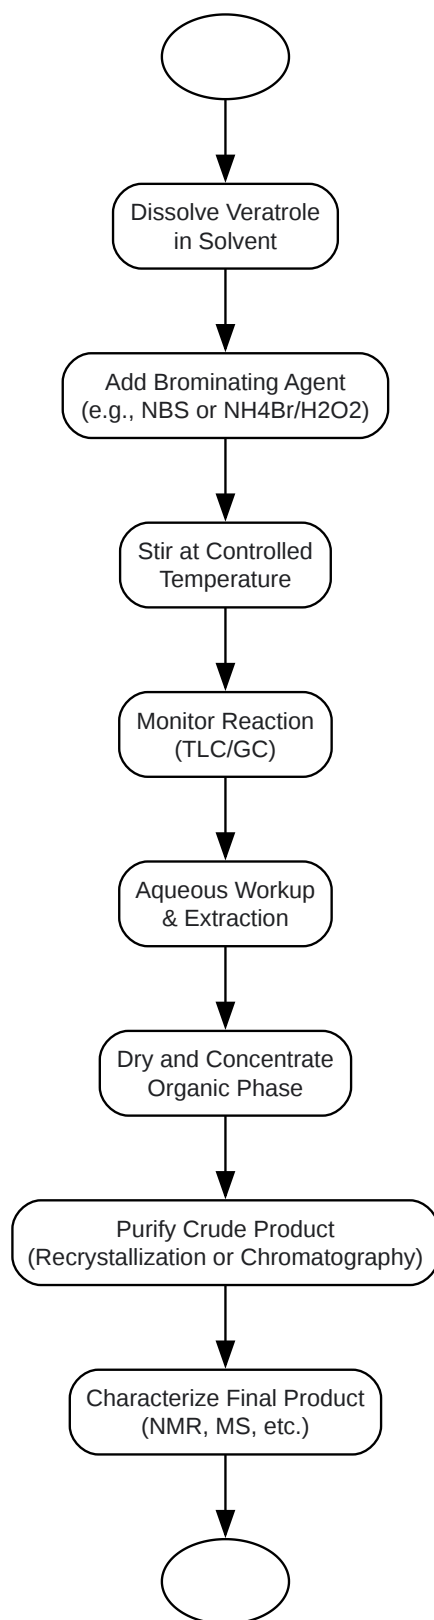 Dissolve Veratrole
in Solvent
Add Brominating Agent
(e.g., NBS or NH4Br/H2O2)
Stir at Controlled
Temperature
Monitor Reaction
(TLC/GC)
Aqueous Workup
& Extraction
Dry and Concentrate
Organic Phase
Purify Crude Product
(Recrystallization or Chromatography)
Characterize Final Product
(NMR, MS, etc.)